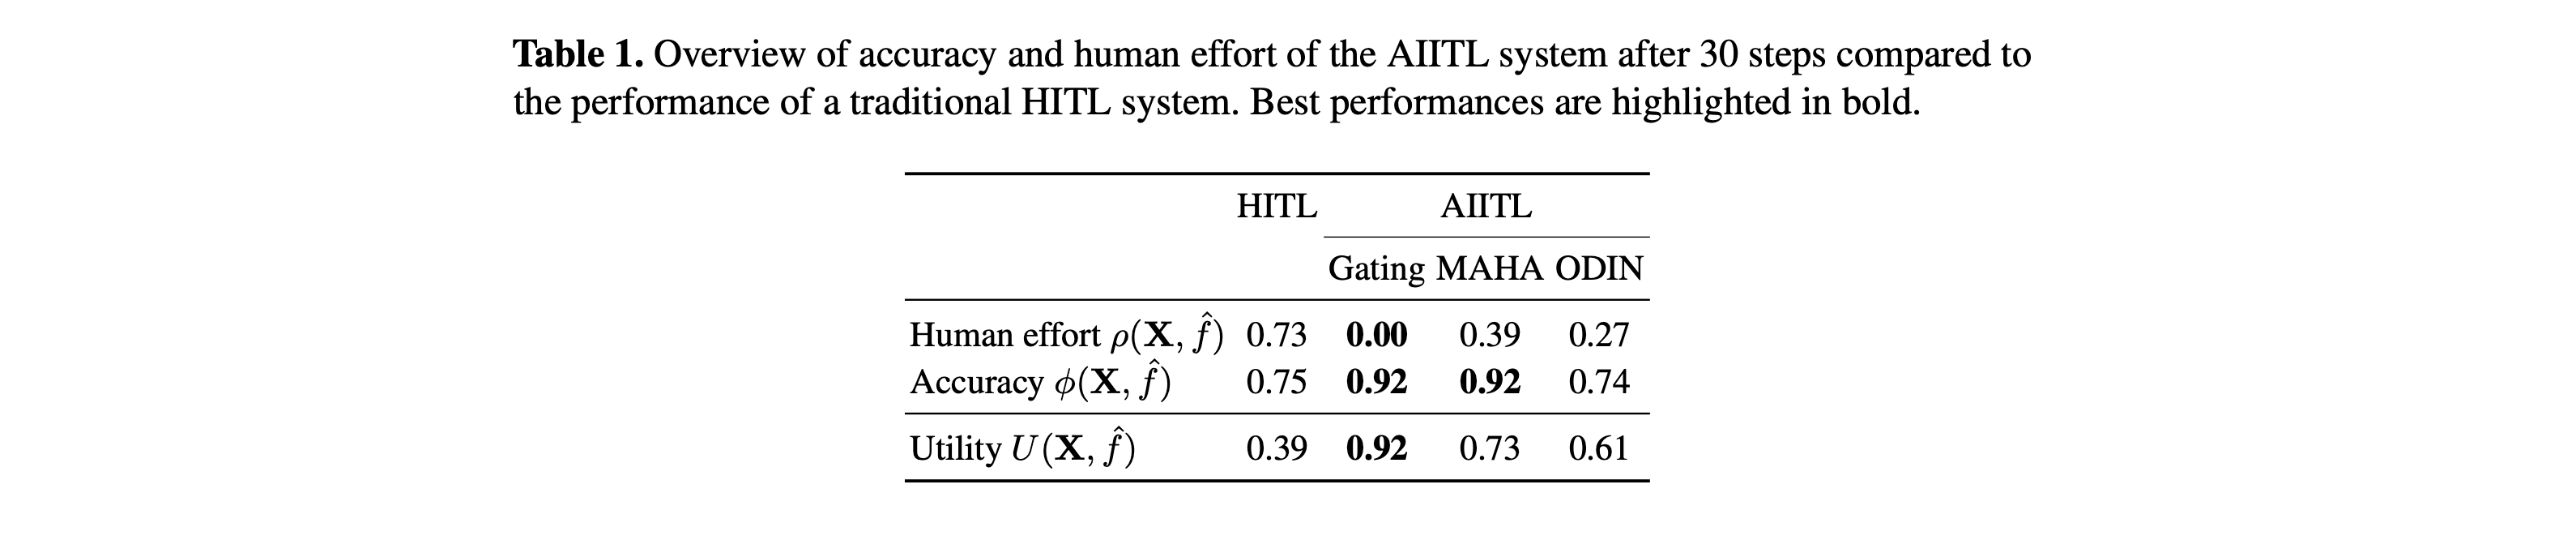 Table 1. Overview of accuracy and human effort of the AIITL system after 30 steps compared to
the performance of a traditional HITL system. Best performances are highlighted in bold.
HITL AIITL
Gating MAHA ODIN
Human effort ρ(X, f̂) 0.73 0.00 0.39 0.27
Accuracy ϕ(X, f̂) 0.75 0.92 0.92 0.74
Utility U(X, f̂) 0.39 0.92 0.73 0.61